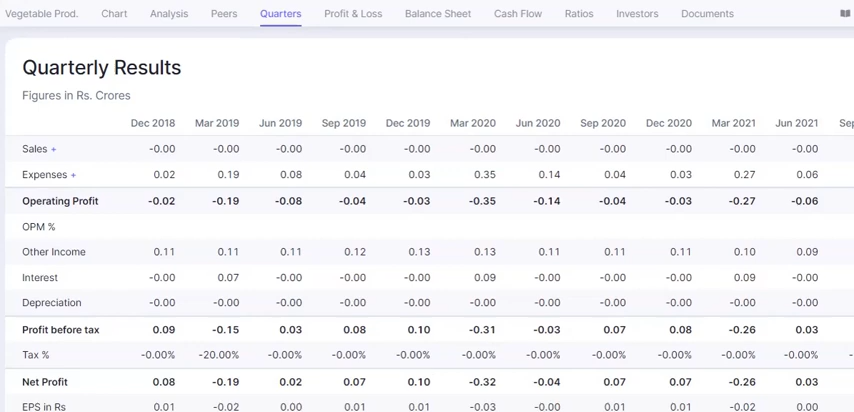 Vegetable Prod. Chart Analysis Peers Quarters Profit & Loss Balance Sheet Cash Flow Ratios Investors Documents
Quarterly Results
Figures in Rs. Crores
Dec 2018 Mar 2019 Jun 2019 Sep 2019 Dec 2019 Mar 2020 Jun 2020 Sep 2020 Dec 2020 Mar 2021 Jun 2021 Sep
Sales + -0.00 -0.00 -0.00 -0.00 -0.00 -0.00 -0.00 -0.00 -0.00 -0.00 -0.00
Expenses + 0.02 0.19 0.08 0.04 0.03 0.35 0.14 0.04 0.03 0.27 0.06
Operating Profit -0.02 -0.19 -0.08 -0.04 -0.03 -0.35 -0.14 -0.04 -0.03 -0.27 -0.06
OPM %
Other Income 0.11 0.11 0.11 0.12 0.13 0.13 0.11 0.11 0.11 0.10 0.09
Interest -0.00 0.07 -0.00 -0.00 -0.00 0.09 -0.00 -0.00 -0.00 0.09 -0.00
Depreciation -0.00 -0.00 -0.00 -0.00 -0.00 -0.00 -0.00 -0.00 -0.00 -0.00 -0.00
Profit before tax 0.09 -0.15 0.03 0.08 0.10 -0.31 -0.03 0.07 0.08 -0.26 0.03
Tax % -0.00% -20.00% -0.00% -0.00% -0.00% -0.00% -0.00% -0.00% -0.00% -0.00% -0.00% -
Net Profit 0.08 -0.19 0.02 0.07 0.10 -0.32 -0.04 0.07 0.07 -0.26 0.03
EPS in Rs 0.01 -0.02 0.00 0.01 0.01 -0.03 -0.00 0.01 0.01 -0.02 0.00